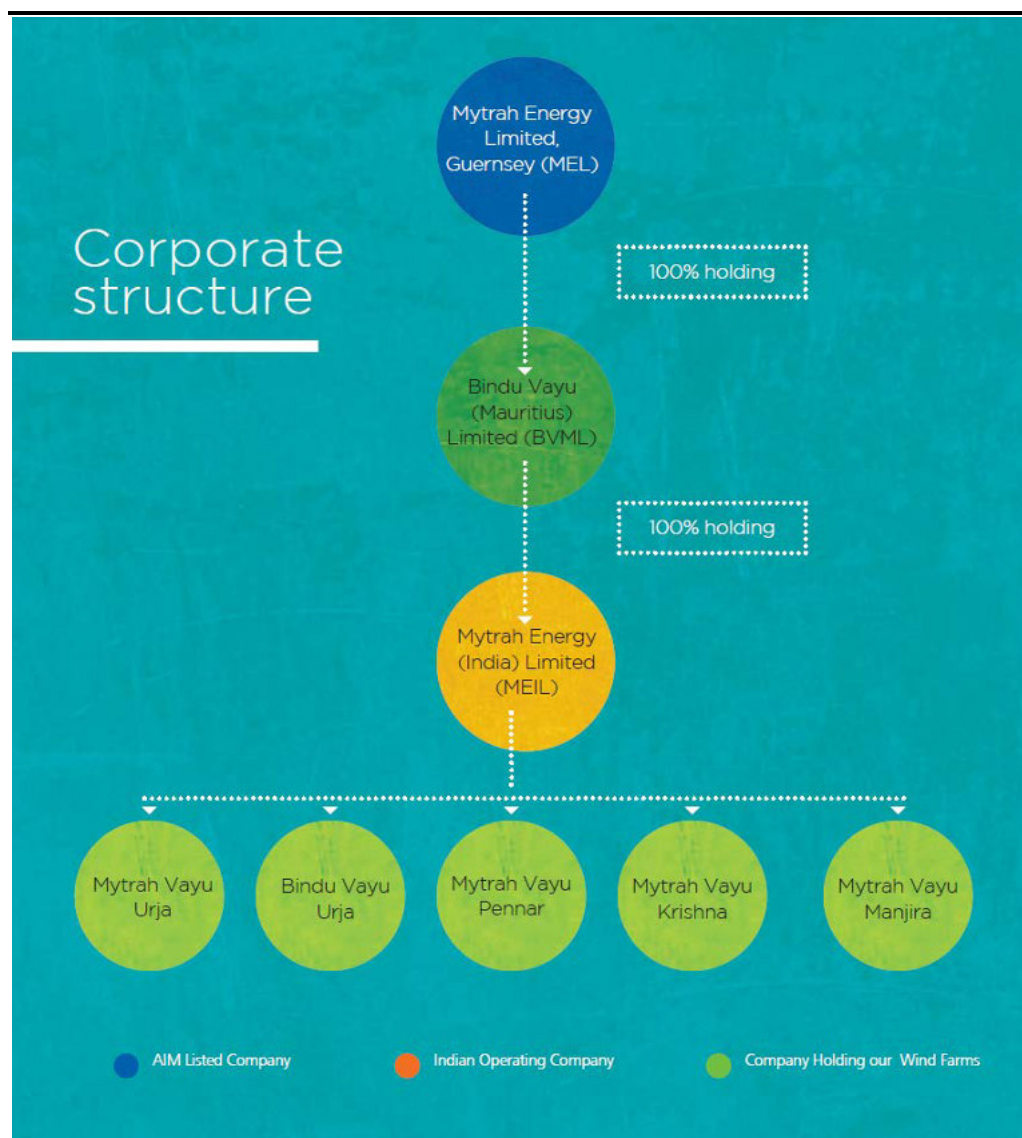 Mytrah Energy
Limited,
Guernsey (MEL)
Corporate
structure
100% holding
Bindu Vayu
(Mauritius)
Limited (BVML)
100% holding
Mytrah Energy
(India) Limited
(MEIL)
Mytrah Vayu
Urja
Bindu Vayu
Urja
Mytrah Vayu
Pennar
Mytrah Vayu
Krishna
Mytrah Vayu
Manjira
AIM Listed Company
Indian Operating Company
Company Holding our Wind Farms